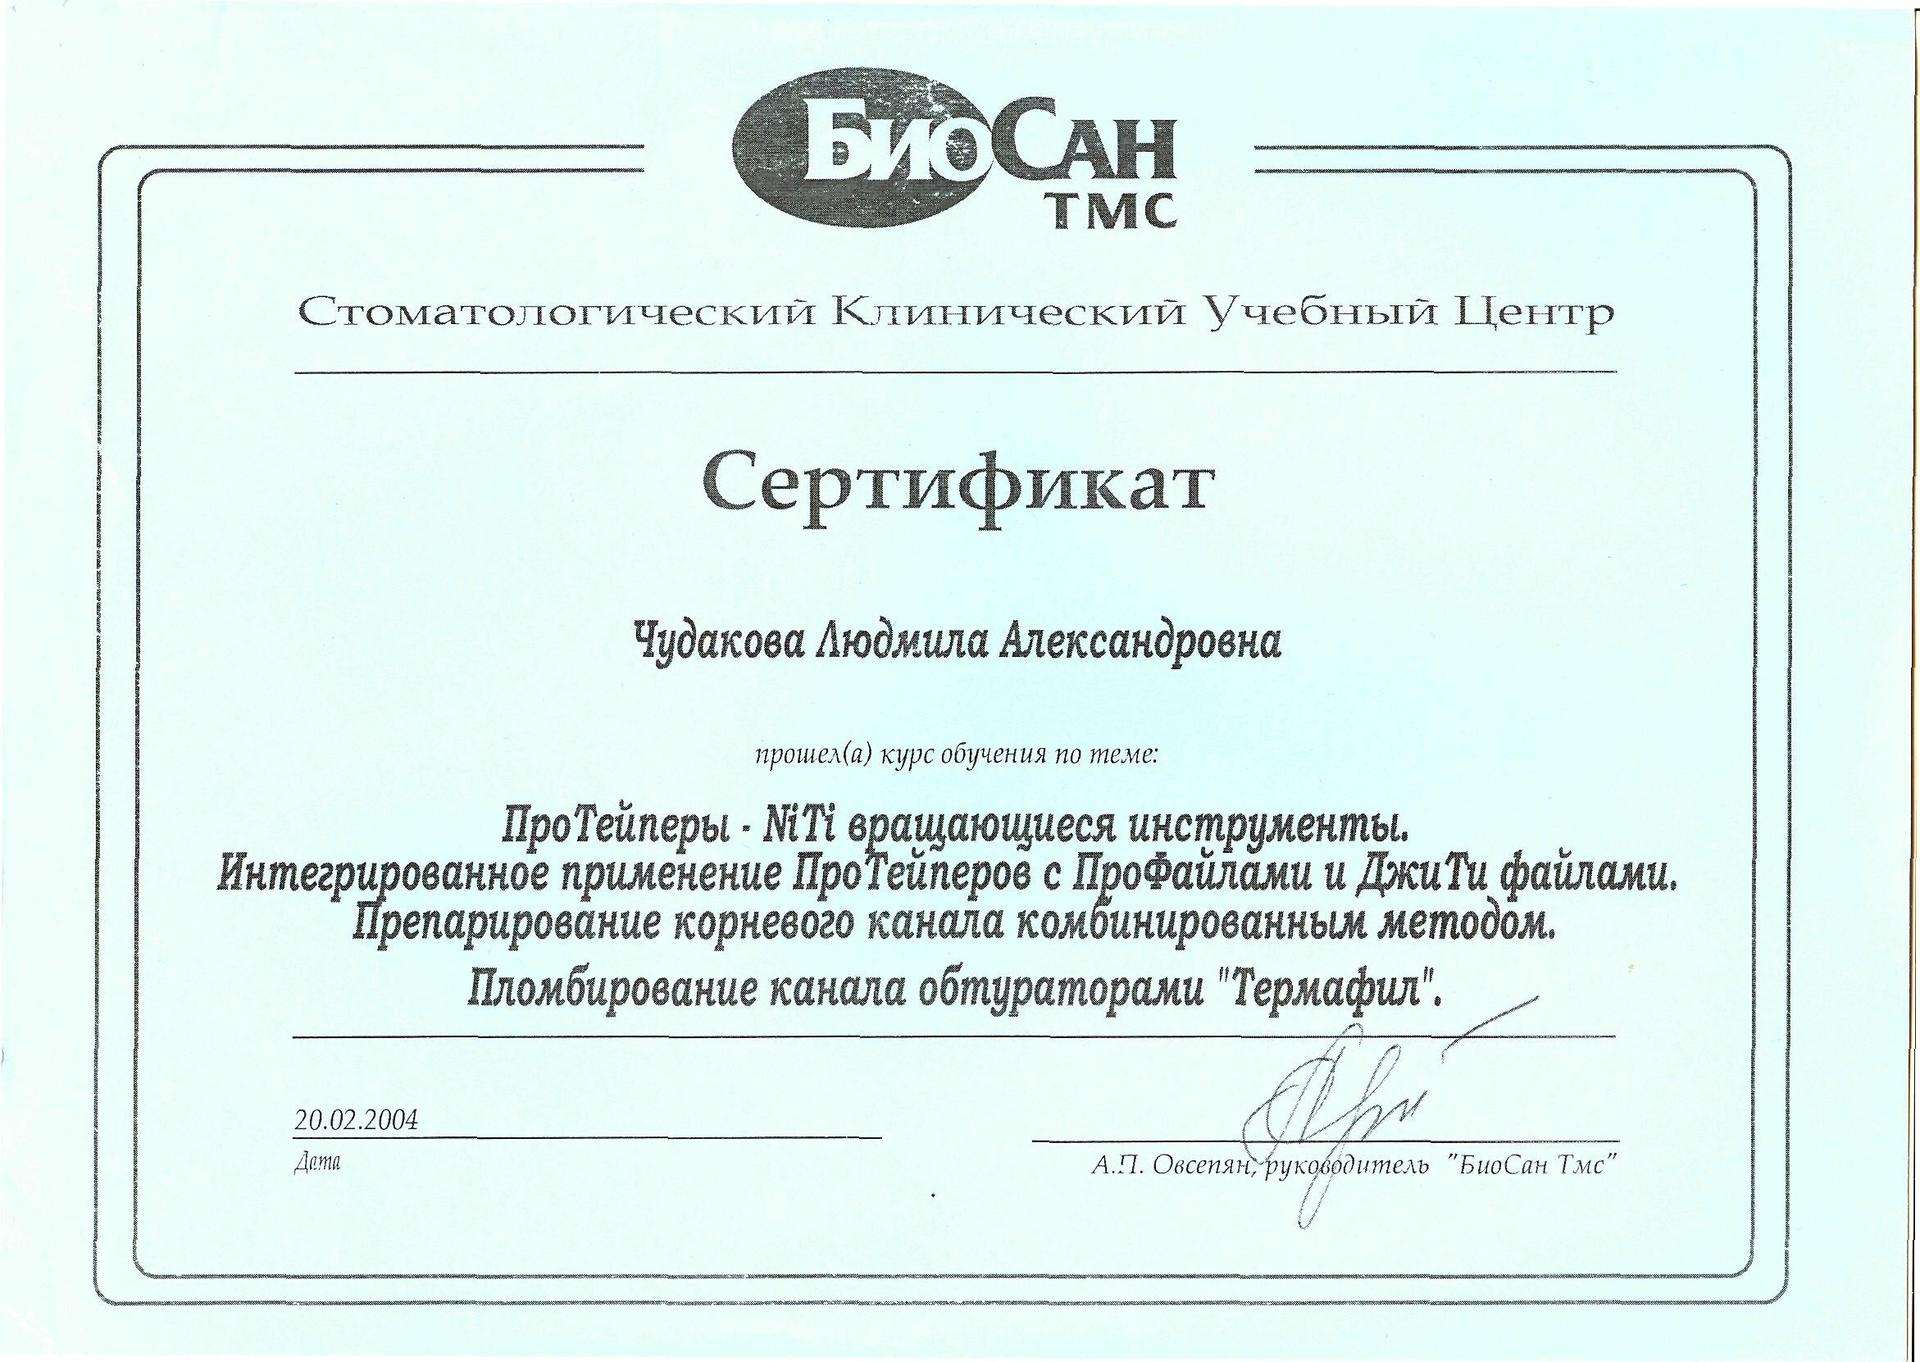 БиоСан
ТМС
Стоматологический Клинический Учебный Центр
Сертификат
Чудакова Людмила Александровна
прошел(а) курс обучения по теме:
ПроТейперы - NiTi вращающиеся инструменты.
Интегрированное применение ПроТейперов с ПроФайлами и ДжиТи файлами.
Препарирование корневого канала комбинированным методом.
Пломбирование канала обтураторами "Термафил".
20.02.2004
Дата
А.П. Овсепян, руководитель "БиоСан Тмс"